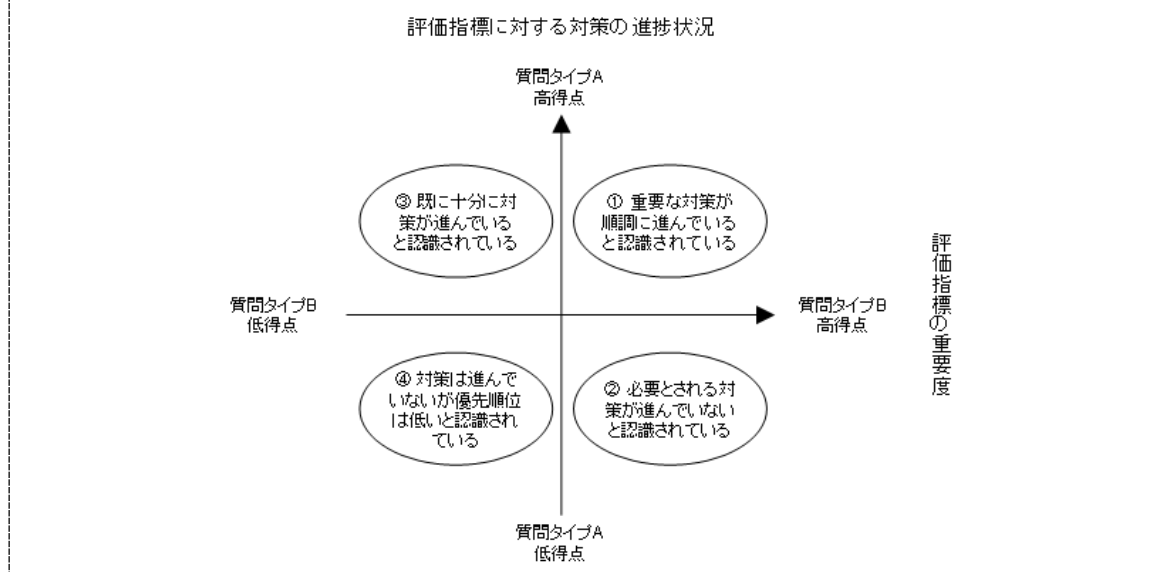 評価指標に対する対策の進捗状況
質問タイプA
高得点
③ 既に十分に対
策が進んでいる
と認識されている
① 重要な対策が
順調に進んでいる
と認識されている
質問タイプB
低得点
質問タイプB
高得点
評価指標の重要度
④ 対策は進んで
いないが優先順位
は低いと認識され
ている
② 必要とされる対
策が進んでいない
と認識されている
質問タイプA
低得点